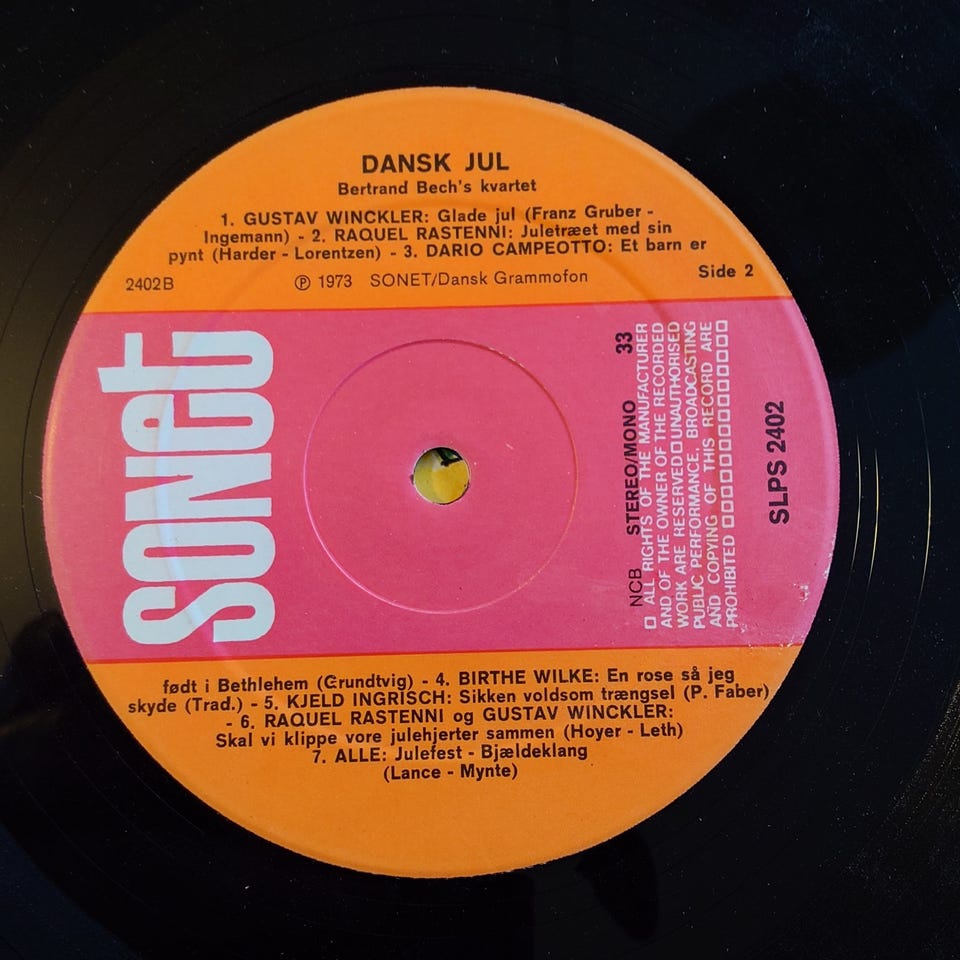 DANSK JUL
Bertrand Bech's kvartet
1. GUSTAV WINCKLER: Glade jul (Franz Gruber -
Ingemann) - 2. RAQUEL RASTENNI: Juletræet med sin
pynt (Harder - Lorentzen) - 3. DARIO CAMPEOTTO: Et barn er
2402B
℗ 1973 SONET/Dansk Grammofon
Side 2
SONET
NCB STEREO/MONO 33
ALL RIGHTS OF THE MANUFACTURER
AND OF THE OWNER OF THE RECORDED
WORK ARE RESERVED □ UNAUTHORISED
PUBLIC PERFORMANCE, BROADCASTING
AND COPYING OF THIS RECORD ARE
PROHIBITED
SLPS 2402
født i Bethlehem (Grundtvig) - 4. BIRTHE WILKE: En rose så jeg
skyde (Trad.) - 5. KJELD INGRISCH: Sikken voldsom trængsel (P. Faber)
- 6. RAQUEL RASTENNI og GUSTAV WINCKLER:
Skal vi klippe vore julehjerter sammen (Hoyer - Leth)
7. ALLE: Julefest - Bjældeklang
(Lance - Mynte)